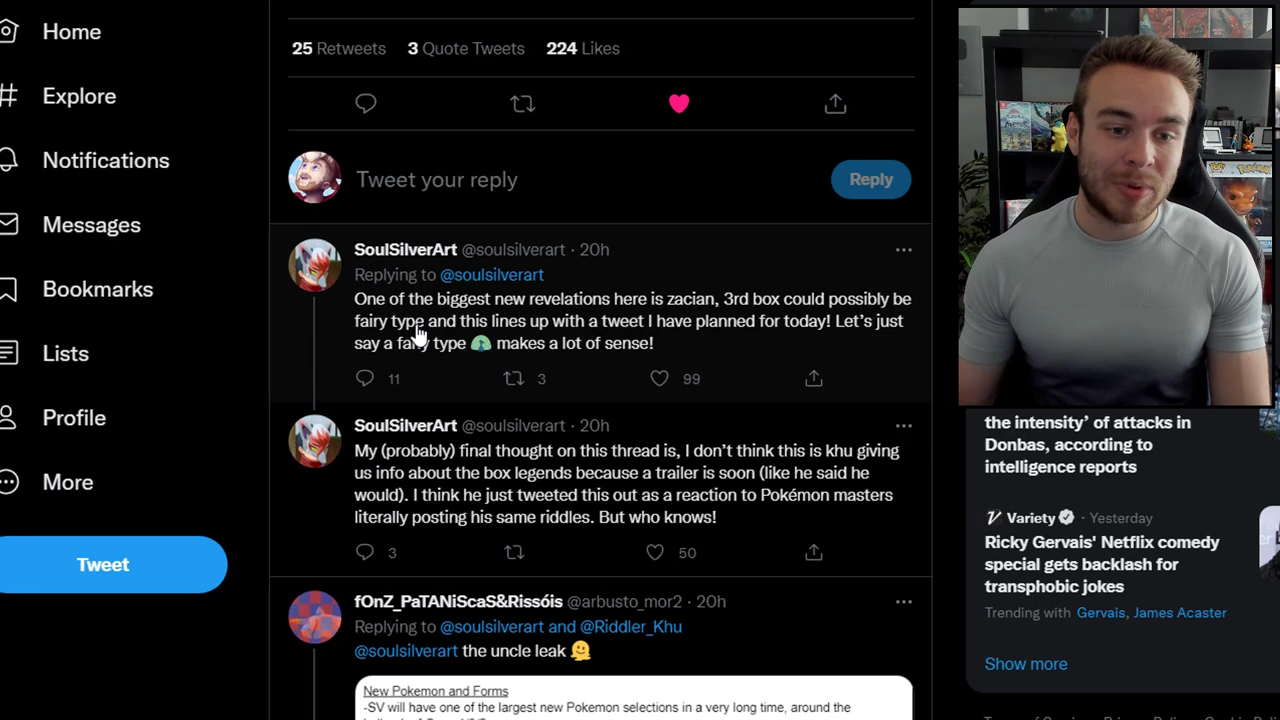 Home
Explore
Notifications
Messages
Bookmarks
Lists
Profile
More
Tweet
25 Retweets 3 Quote Tweets 224 Likes
Tweet your reply
Reply
SoulSilverArt @soulsilverart · 20h
Replying to @soulsilverart
One of the biggest new revelations here is zacian, 3rd box could possibly be
fairy type and this lines up with a tweet I have planned for today! Let's just
say a fairy type 🦚 makes a lot of sense!
11 3 99
SoulSilverArt @soulsilverart · 20h
My (probably) final thought on this thread is, I don't think this is khu giving
us info about the box legends because a trailer is soon (like he said he
would). I think he just tweeted this out as a reaction to Pokémon masters
literally posting his same riddles. But who knows!
3 50
fOnZ_PaTANiScaS&Rissóis @arbusto_mor2 · 20h
Replying to @soulsilverart and @Riddler_Khu
@soulsilverart the uncle leak 🫠
New Pokemon and Forms
-SV will have one of the largest new Pokemon selections in a very long time, around the
the intensity' of attacks in
Donbas, according to
intelligence reports
Variety · Yesterday
Ricky Gervais' Netflix comedy
special gets backlash for
transphobic jokes
Trending with Gervais, James Acaster
Show more